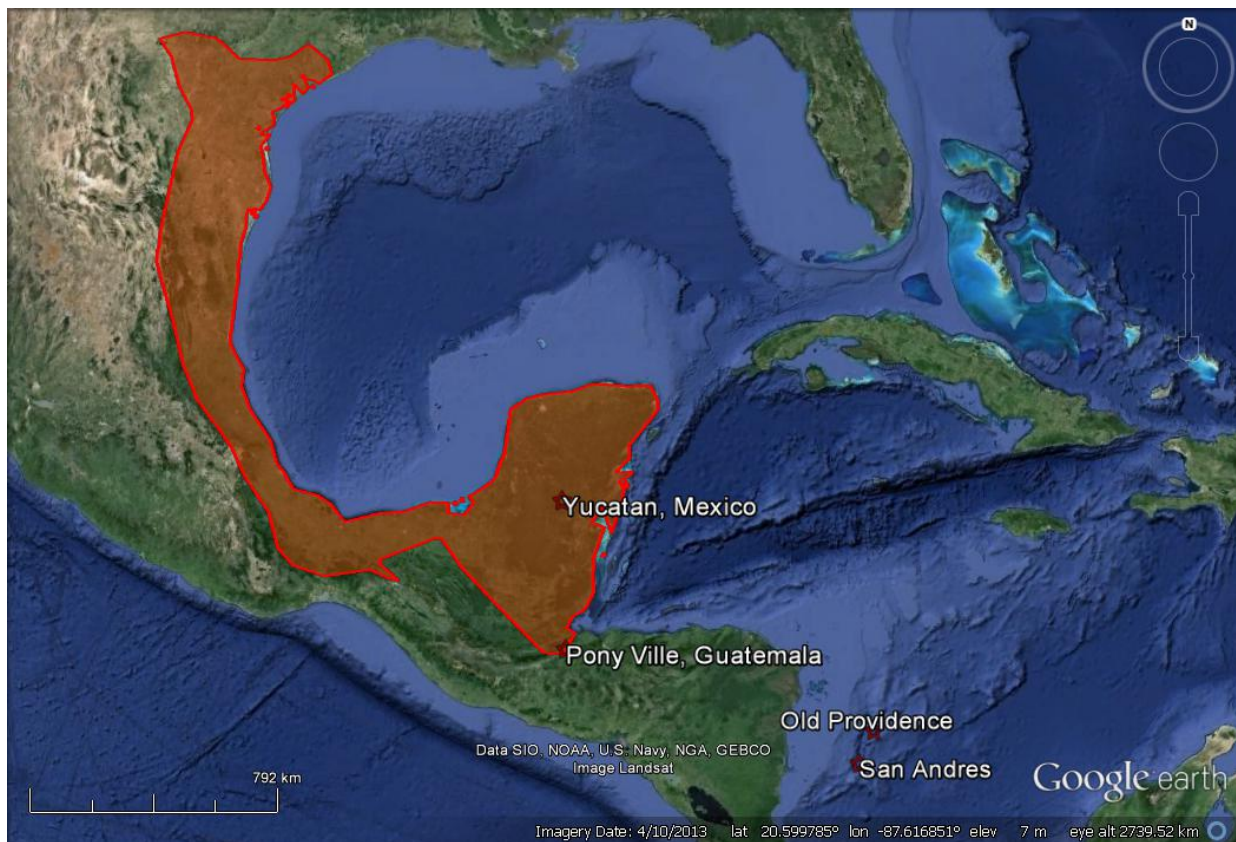 N
Yucatan, Mexico
Pony Ville, Guatemala
Old Providence
Data SIO, NOAA, U.S. Navy, NGA, GEBCO
Image Landsat
San Andres
792 km
Google earth
Imagery Date: 4/10/2013 lat 20.599785° lon -87.616851° elev 7 m eye alt 2739.52 km